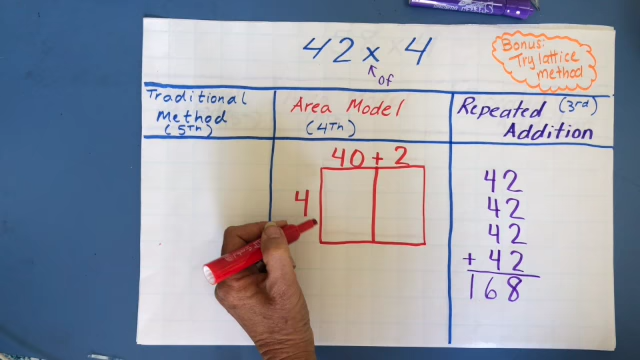 42 x 4
of
Bonus:
Try lattice
method
Traditional
Method
(5Th)
Area Model
(4Th)
Repeated (3rd)
Addition
40 + 2
4
42
42
42
+ 42
168